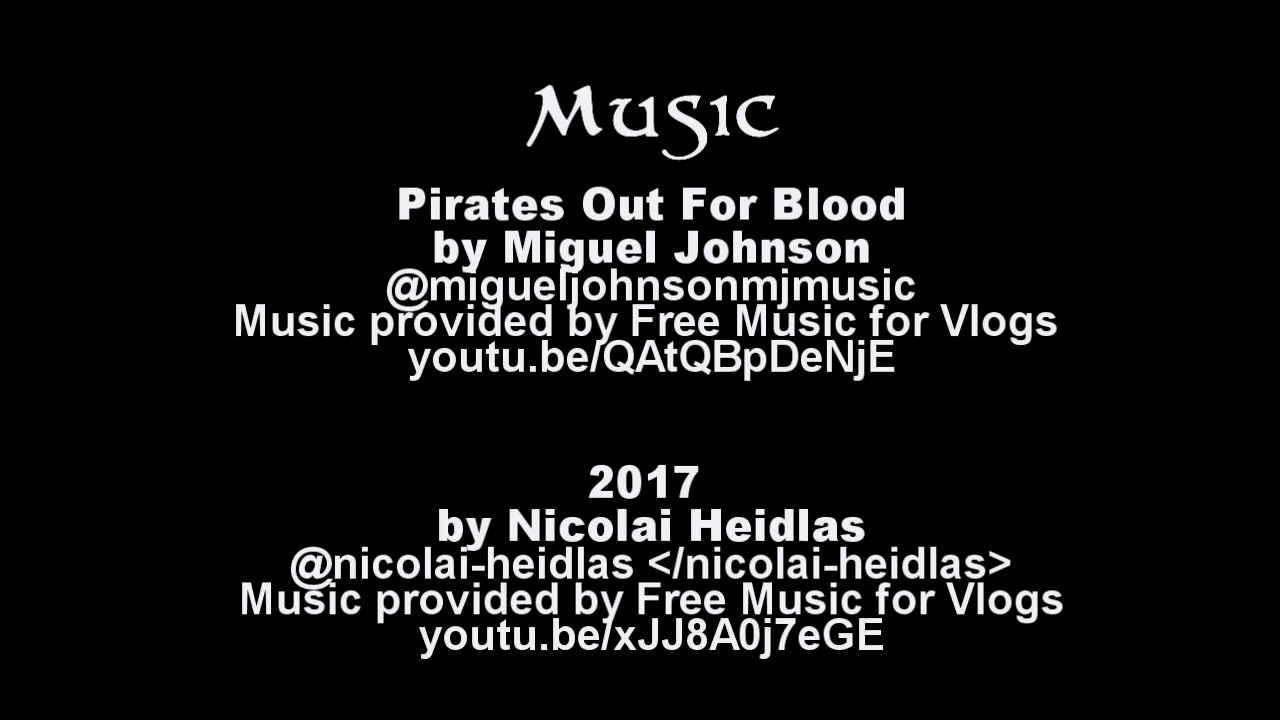 Music
Pirates Out For Blood
by Miguel Johnson
@migueljohnsonmjmusic
Music provided by Free Music for Vlogs
youtu.be/QAtQBpDeNjE
2017
by Nicolai Heidlas
@nicolai-heidlas </nicolai-heidlas>
Music provided by Free Music for Vlogs
youtu.be/xJJ8A0j7eGE